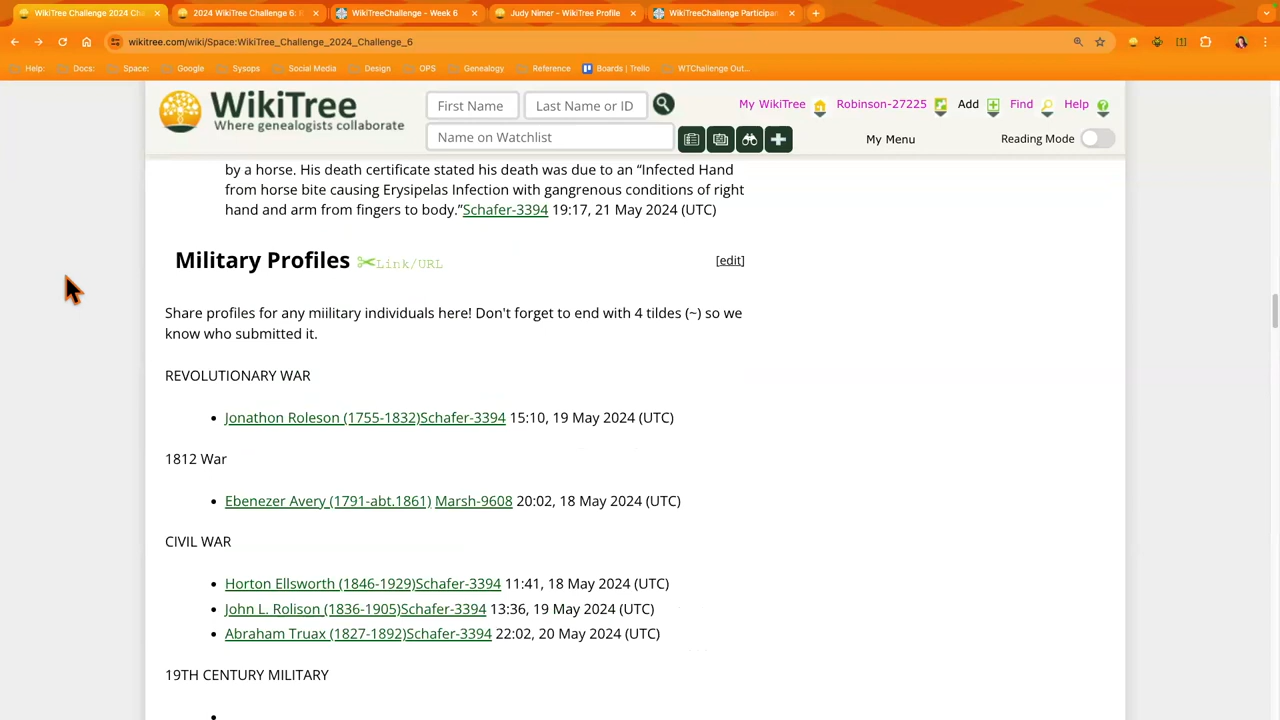 WikiTree Challenge 2024 Cha
2024 WikiTree Challenge 6: B
WikiTreeChallenge - Week 6
Judy Nimer - WikiTree Profile
WikiTreeChallenge Participan
wikitree.com/wiki/Space:WikiTree_Challenge_2024_Challenge_6
Help: Docs: Space: Google Sysops Social Media Design OPS Genealogy Reference Boards | Trello WTChallenge Out...
WikiTree
Where genealogists collaborate
First Name Last Name or ID
Name on Watchlist
My WikiTree Robinson-27225 Add Find Help
My Menu Reading Mode
by a horse. His death certificate stated his death was due to an “Infected Hand
from horse bite causing Erysipelas Infection with gangrenous conditions of right
hand and arm from fingers to body.”Schafer-3394 19:17, 21 May 2024 (UTC)
Military Profiles Link/URL [edit]
Share profiles for any miilitary individuals here! Don't forget to end with 4 tildes (~) so we
know who submitted it.
REVOLUTIONARY WAR
• Jonathon Roleson (1755-1832)Schafer-3394 15:10, 19 May 2024 (UTC)
1812 War
• Ebenezer Avery (1791-abt.1861) Marsh-9608 20:02, 18 May 2024 (UTC)
CIVIL WAR
• Horton Ellsworth (1846-1929)Schafer-3394 11:41, 18 May 2024 (UTC)
• John L. Rolison (1836-1905)Schafer-3394 13:36, 19 May 2024 (UTC)
• Abraham Truax (1827-1892)Schafer-3394 22:02, 20 May 2024 (UTC)
19TH CENTURY MILITARY
•